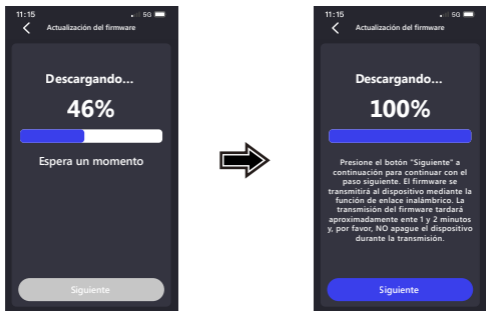 11:15
5G
Actualización del firmware
Descargando...
46%
Espera un momento
Siguiente
11:15
5G
Actualización del firmware
Descargando...
100%
Presione el botón "Siguiente" a
continuación para continuar con el
paso siguiente. El firmware se
transmitirá al dispositivo mediante la
función de enlace inalámbrico. La
transmisión del firmware tardará
aproximadamente ente 1 y 2 minutos
y, por favor, NO apague el dispositivo
durante la transmisión.
Siguiente